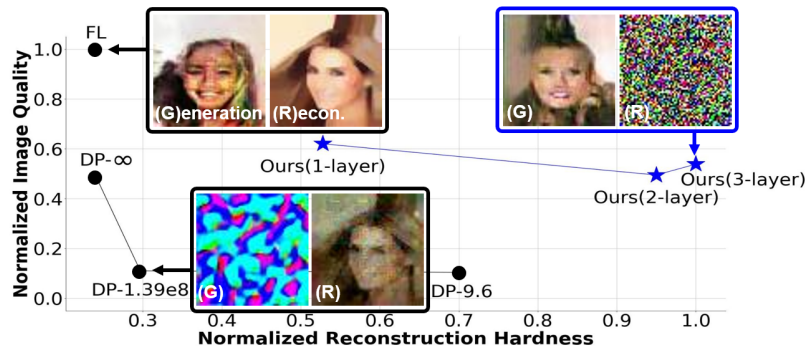 FL
1.0
0.8
0.6
0.4
0.2
0.0
Normalized Image Quality
(G)eneration
(R)econ.
(G)
(R)
DP-∞
Ours(1-layer)
Ours(2-layer)
Ours(3-layer)
DP-1.39e8
(G)
(R)
DP-9.6
0.3 0.4 0.5 0.6 0.7 0.8 0.9 1.0
Normalized Reconstruction Hardness